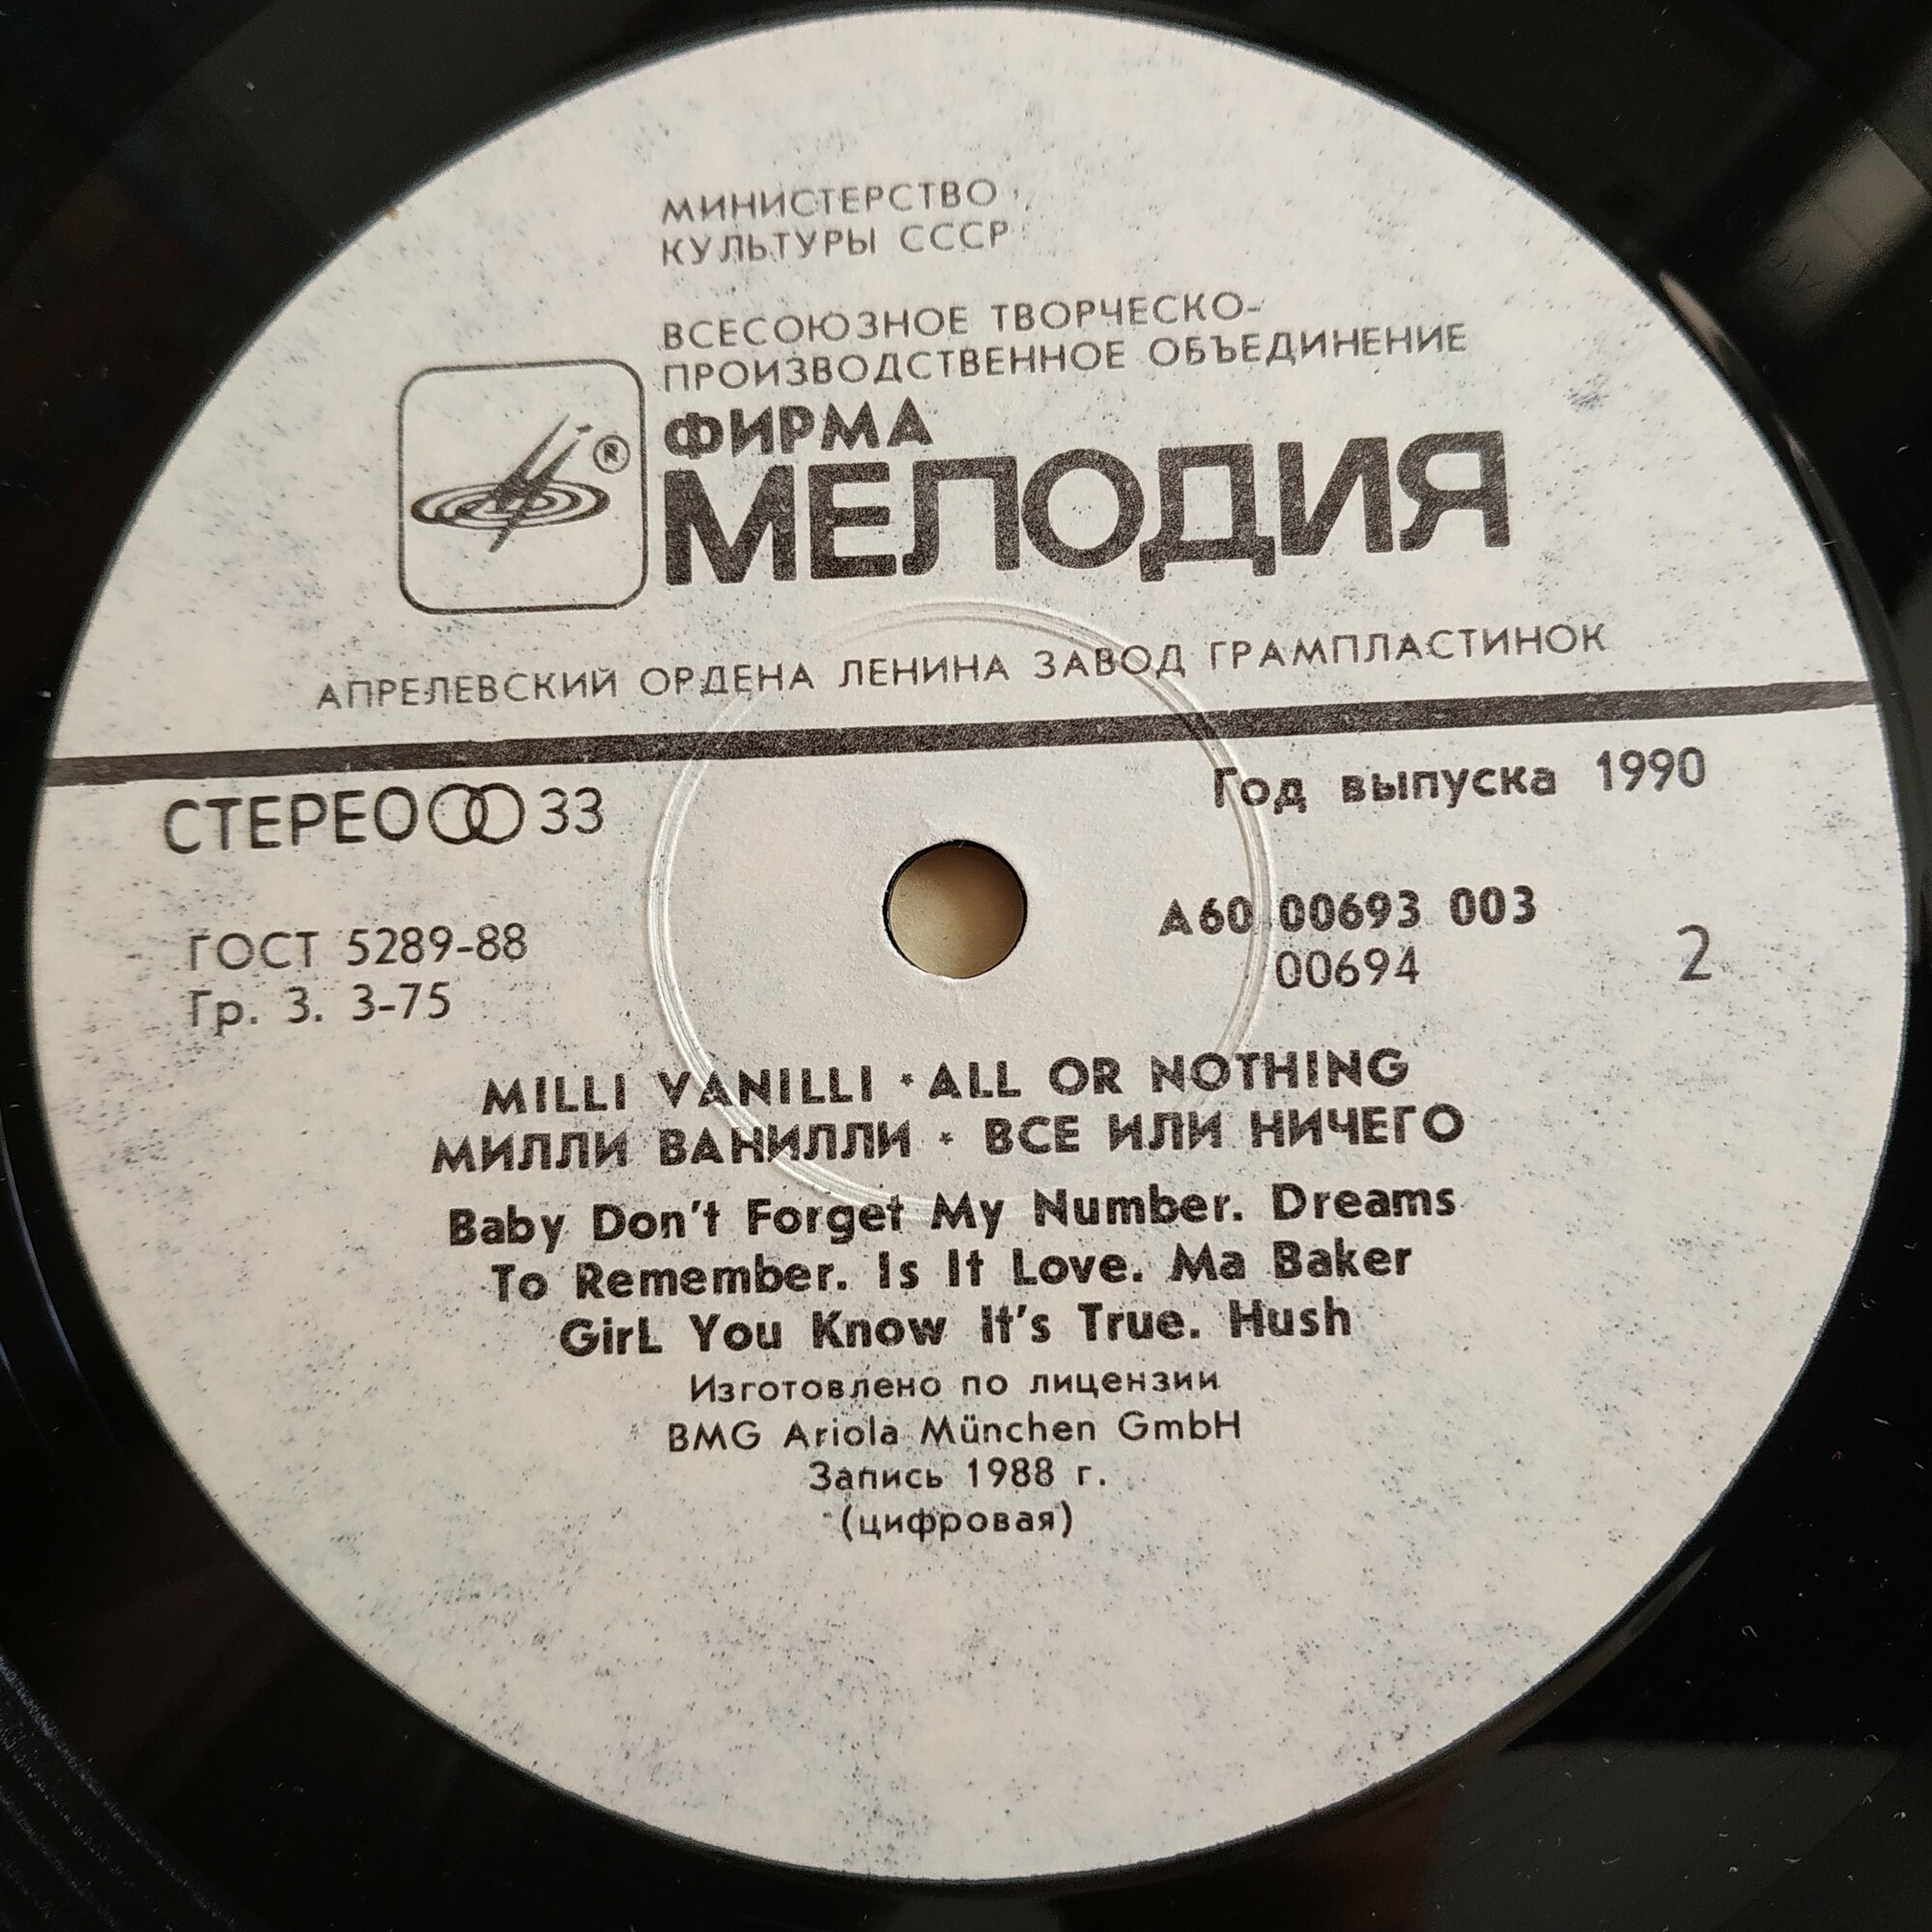 МИНИСТЕРСТВО
КУЛЬТУРЫ СССР
ВСЕСОЮЗНОЕ ТВОРЧЕСКО-
ПРОИЗВОДСТВЕННОЕ ОБЪЕДИНЕНИЕ
®
ФИРМА
МЕЛОДИЯ
АПРЕЛЕВСКИЙ ОРДЕНА ЛЕНИНА ЗАВОД ГРАМПЛАСТИНОК
СТЕРЕО 33
Год выпуска 1990
ГОСТ 5289-88
Гр. 3. 3-75
А60 00693 003
00694
2
MILLI VANILLI * ALL OR NOTHING
МИЛЛИ ВАНИЛЛИ * ВСЕ ИЛИ НИЧЕГО
Baby Don't Forget My Number. Dreams
To Remember. Is It Love. Ma Baker
GirL You Know It's True. Hush
Изготовлено по лицензии
BMG Ariola München GmbH
Запись 1988 г.
(цифровая)